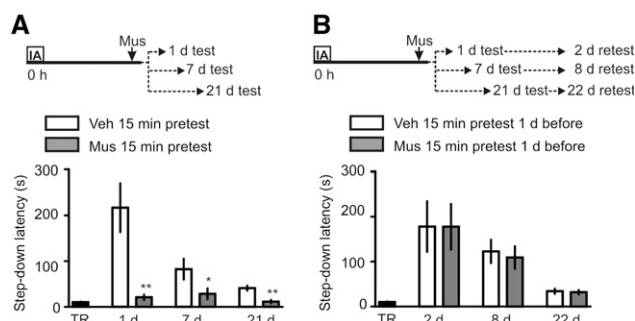 A
IA
0 h
Mus
1 d test
7 d test
21 d test
Veh 15 min pretest
Mus 15 min pretest
Step-down latency (s)
300
200
100
0
**
*
**
TR
1 d
7 d
21 d
B
IA
0 h
Mus
1 d test 2 d retest
7 d test 8 d retest
21 d test 22 d retest
Veh 15 min pretest 1 d before
Mus 15 min pretest 1 d before
Step-down latency (s)
300
200
100
0
TR
2 d
8 d
22 d